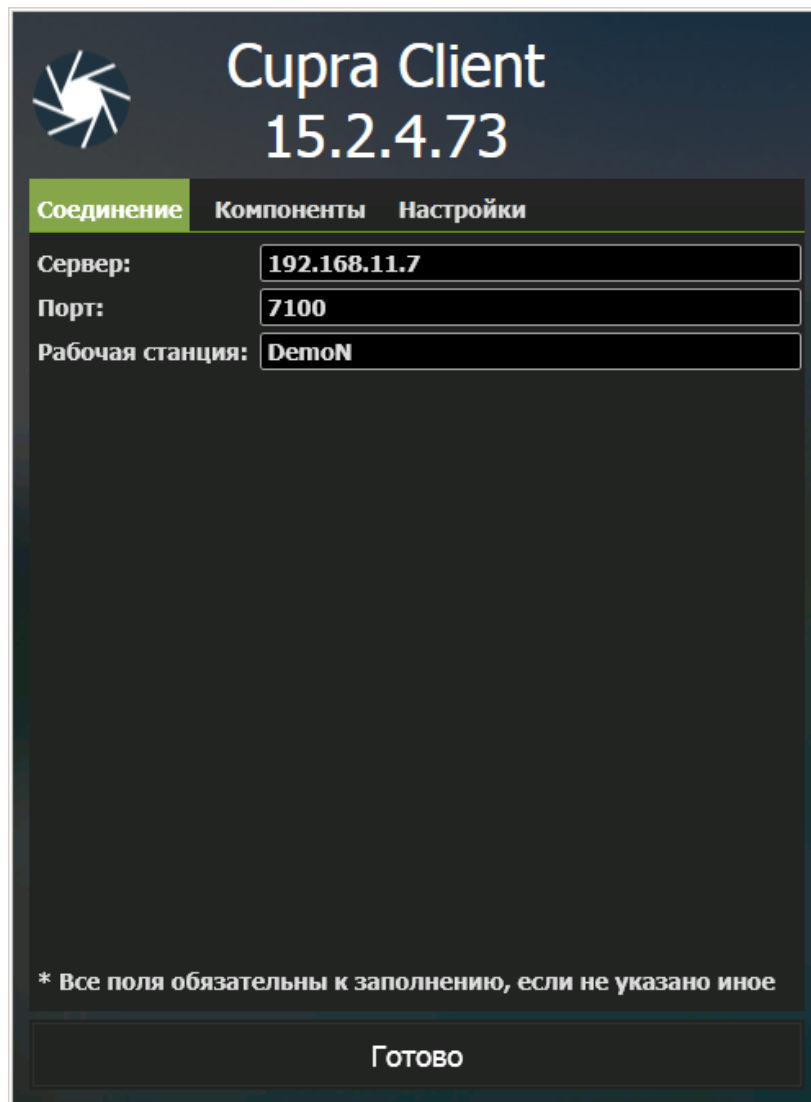 Cupra Client
15.2.4.73
Соединение Компоненты Настройки
Сервер: 192.168.11.7
Порт: 7100
Рабочая станция: DemoN
* Все поля обязательны к заполнению, если не указано иное
Готово